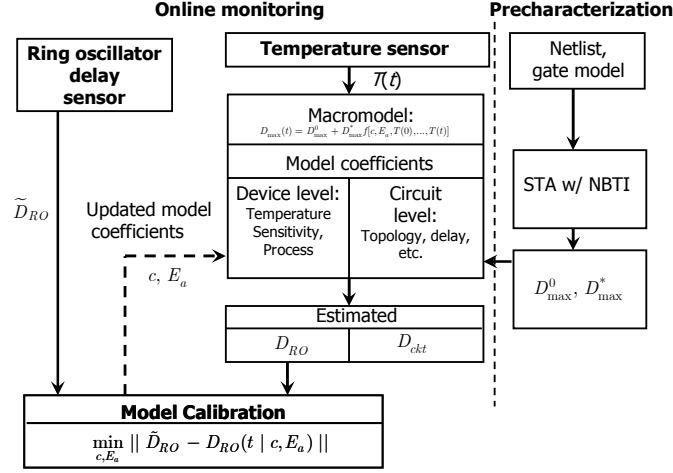 Online monitoring
Precharacterization
Ring oscillator
delay
sensor
Temperature sensor
T(t)
Netlist,
gate model
Macromodel:
D_max(t) = D^0_max + D^*_max f[c, E_a, T(0),...,T(t)]
Model coefficients
Device level:
Temperature
Sensitivity,
Process
Circuit
level:
Topology, delay,
etc.
STA w/ NBTI
D̃_RO
Updated model
coefficients
c, E_a
D^0_max, D^*_max
Estimated
D_RO
D_ckt
Model Calibration
min_{c,E_a} || D̃_RO − D_RO(t | c, E_a) ||